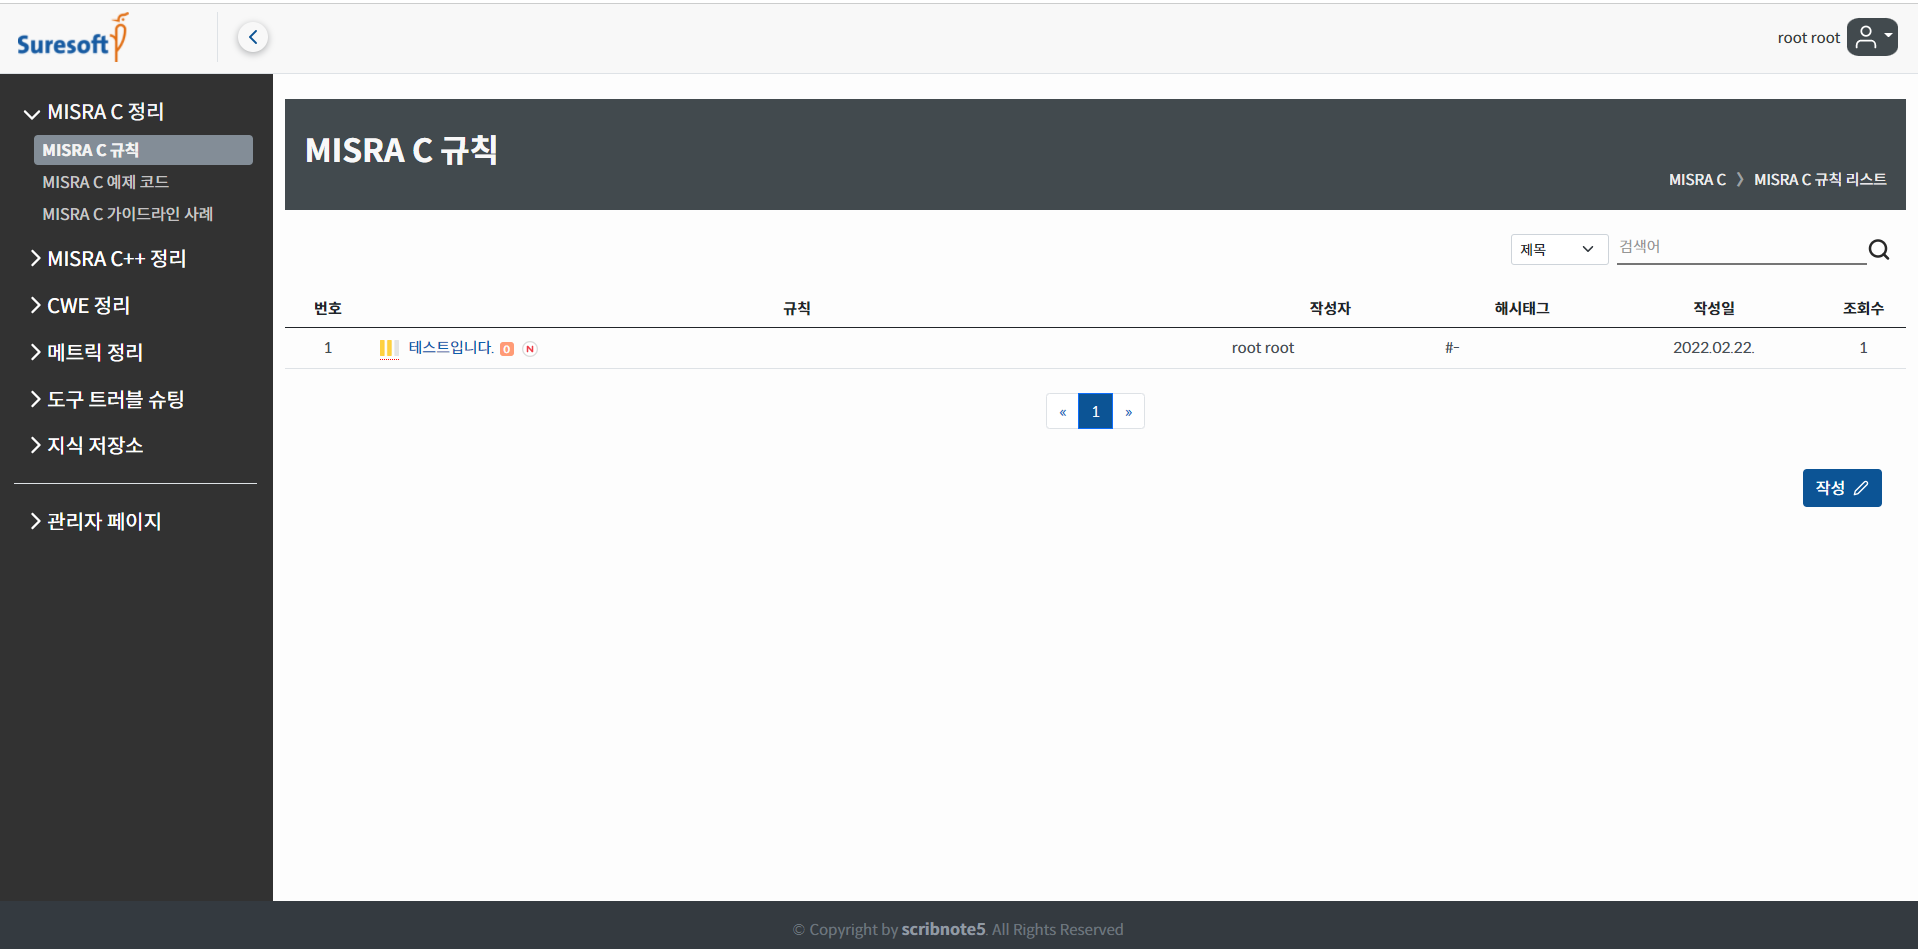 Suresoft
root root
MISRA C 정리
MISRA C 규칙
MISRA C 예제 코드
MISRA C 가이드라인 사례
MISRA C++ 정리
CWE 정리
메트릭 정리
도구 트러블 슈팅
지식 저장소
관리자 페이지
MISRA C 규칙
MISRA C 》 MISRA C 규칙 리스트
제목 검색어
번호 규칙 작성자 해시태그 작성일 조회수
1 테스트입니다. 0 N root root #- 2022.02.22. 1
« 1 »
작성
© Copyright by scribnote5. All Rights Reserved